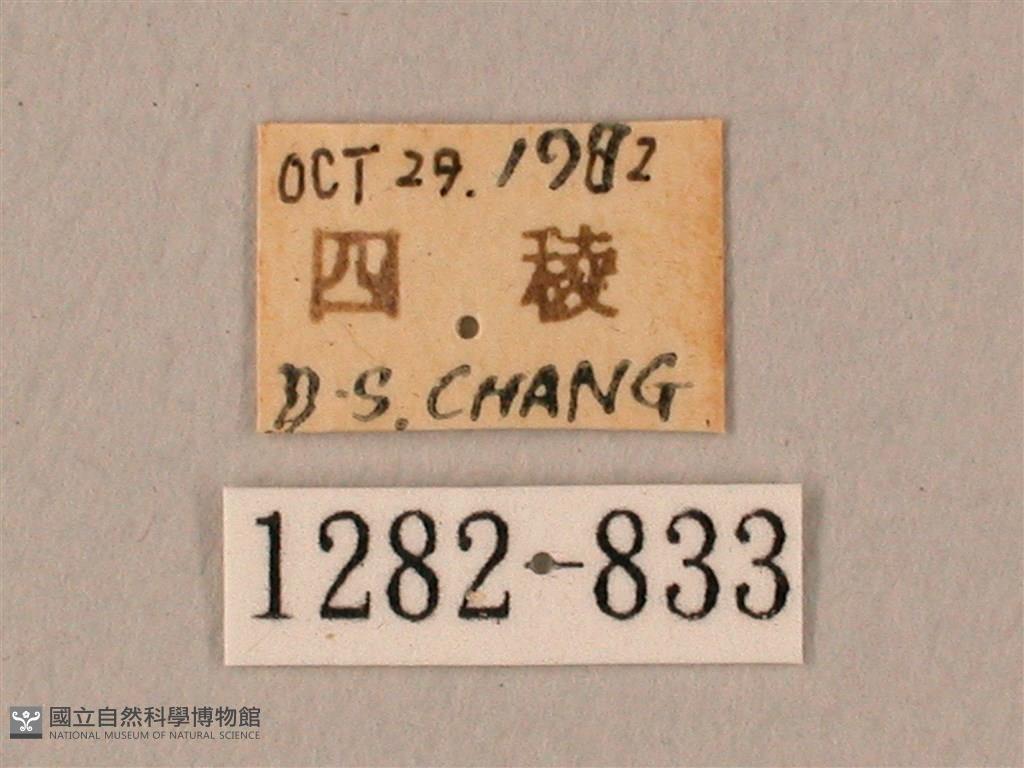 OCT 29. 1982
四 稜
D.S. CHANG
1282-833
國立自然科學博物館
NATIONAL MUSEUM OF NATURAL SCIENCE